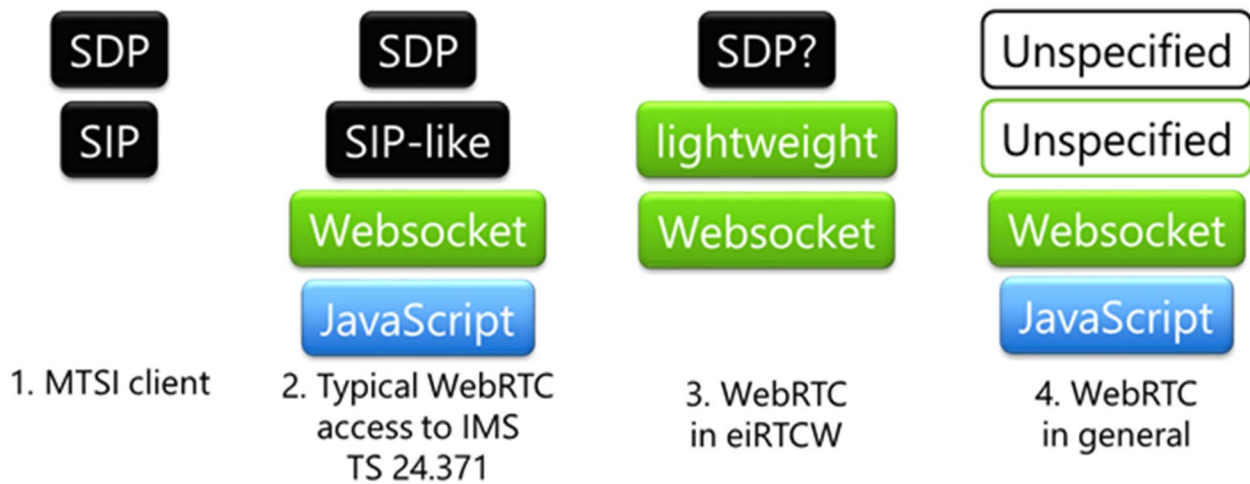 SDP
SIP
1. MTSI client
SDP
SIP-like
Websocket
JavaScript
2. Typical WebRTC
access to IMS
TS 24.371
SDP?
lightweight
Websocket
3. WebRTC
in eiRTCW
Unspecified
Unspecified
Websocket
JavaScript
4. WebRTC
in general